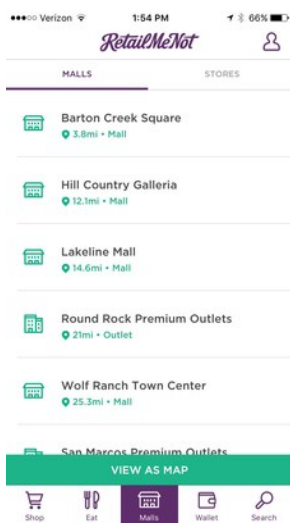 Verizon 1:54 PM 66%
RetailMeNot
MALLS STORES
Barton Creek Square
3.8mi • Mall
Hill Country Galleria
12.1mi • Mall
Lakeline Mall
14.6mi • Mall
Round Rock Premium Outlets
21mi • Outlet
Wolf Ranch Town Center
25.3mi • Mall
San Marcos Premium Outlets
VIEW AS MAP
Shop Eat Malls Wallet Search